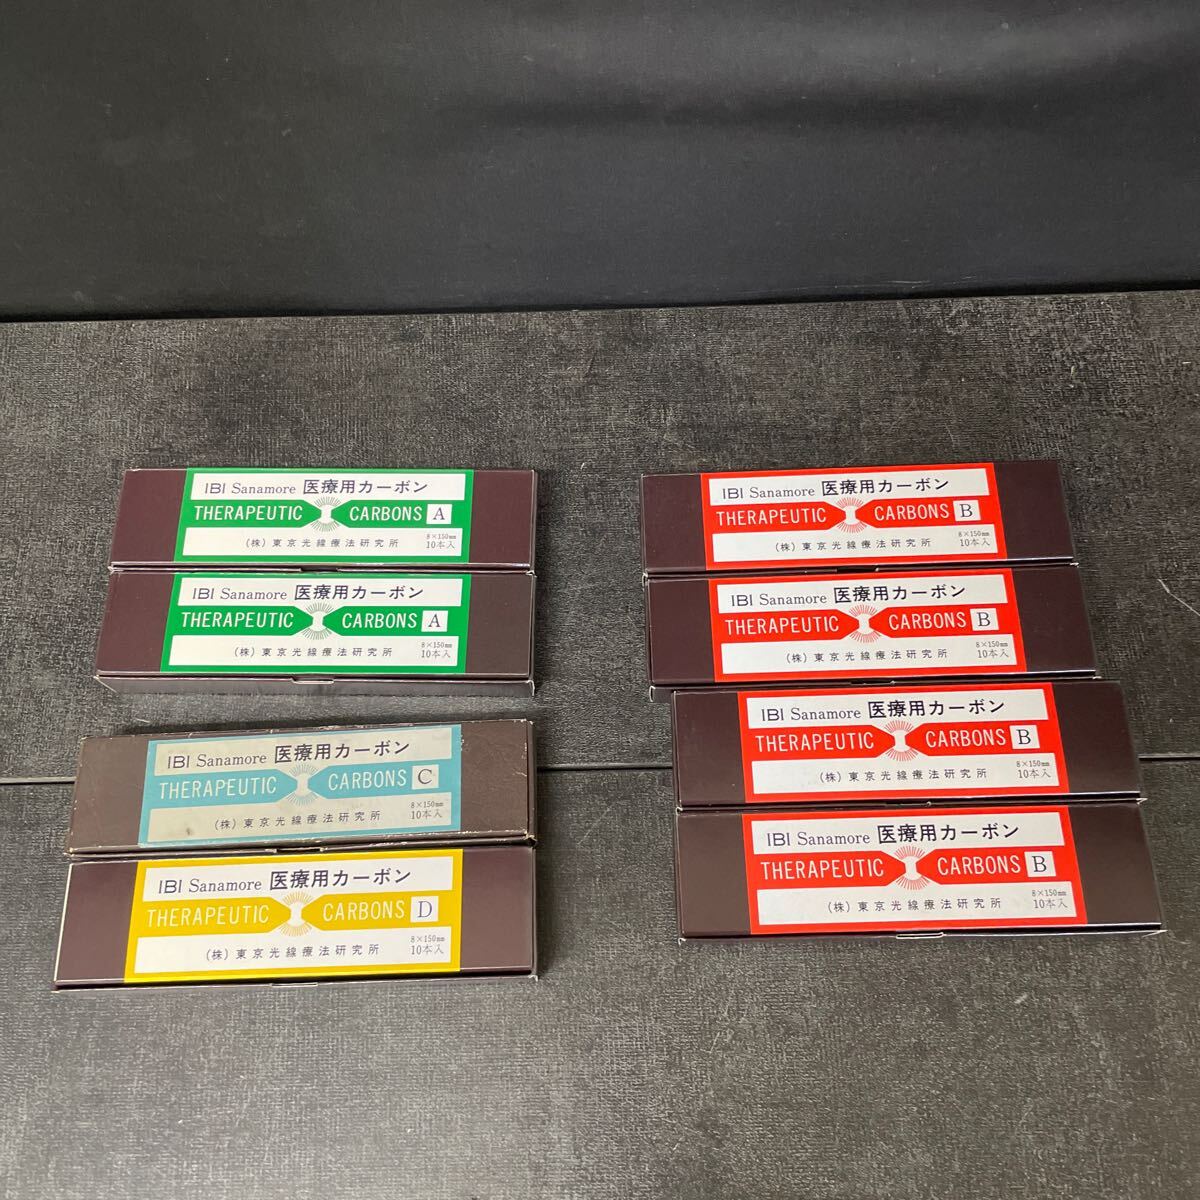 IBI Sanamore 医療用カーボン
THERAPEUTIC CARBONS A
(株) 東京光線療法研究所 8×150mm 10本入
IBI Sanamore 医療用カーボン
THERAPEUTIC CARBONS A
(株) 東京光線療法研究所 8×150mm 10本入
IBI Sanamore 医療用カーボン
THERAPEUTIC CARBONS C
(株) 東京光線療法研究所 8×150mm 10本入
IBI Sanamore 医療用カーボン
THERAPEUTIC CARBONS D
(株) 東京光線療法研究所 8×150mm 10本入
IBI Sanamore 医療用カーボン
THERAPEUTIC CARBONS B
(株) 東京光線療法研究所 8×150mm 10本入
IBI Sanamore 医療用カーボン
THERAPEUTIC CARBONS B
(株) 東京光線療法研究所 8×150mm 10本入
IBI Sanamore 医療用カーボン
THERAPEUTIC CARBONS B
(株) 東京光線療法研究所 8×150mm 10本入
IBI Sanamore 医療用カーボン
THERAPEUTIC CARBONS B
(株) 東京光線療法研究所 8×150mm 10本入